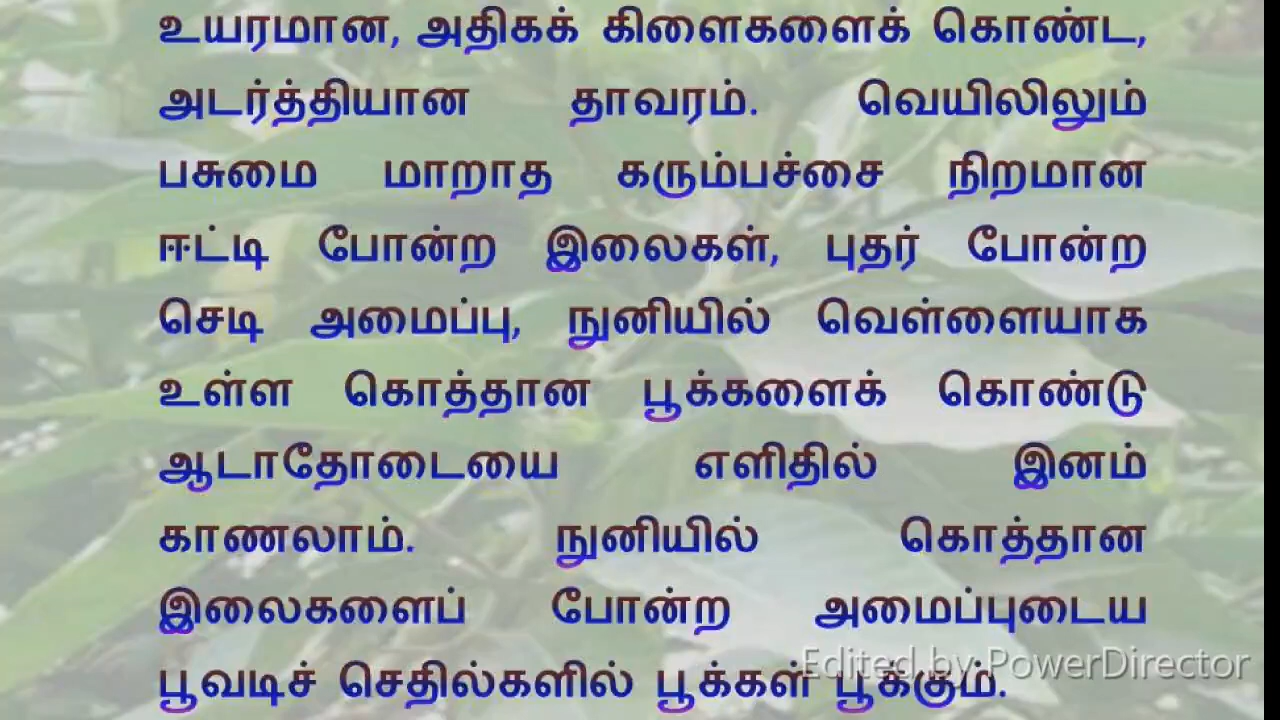 உயரமான, அதிகக் கிளைகளைக் கொண்ட,
அடர்த்தியான தாவரம். வெயிலிலும்
பசுமை மாறாத கரும்பச்சை நிறமான
ஈட்டி போன்ற இலைகள், புதர் போன்ற
செடி அமைப்பு, நுனியில் வெள்ளையாக
உள்ள கொத்தான பூக்களைக் கொண்டு
ஆடாதோடையை எளிதில் இனம்
காணலாம். நுனியில் கொத்தான
இலைகளைப் போன்ற அமைப்புடைய
பூவடிச் செதில்களில் பூக்கள் பூக்கும்.
Edited by PowerDirector